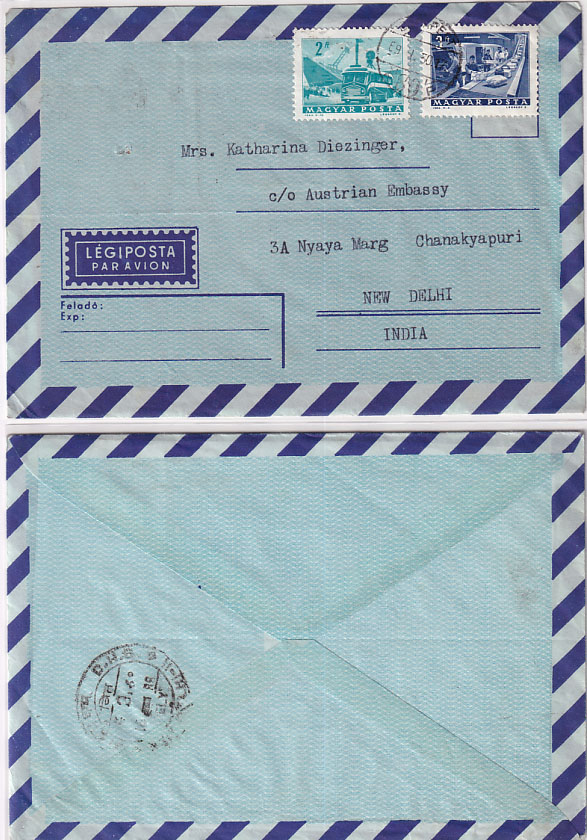 2 Ft
MAGYAR POSTA
MAGYAR POSTA
Mrs. Katharina Diezinger,
c/o Austrian Embassy
3A Nyaya Marg Chanakyapuri
NEW DELHI
INDIA
LÉGIPOSTA
PAR AVION
Feladó:
Exp: